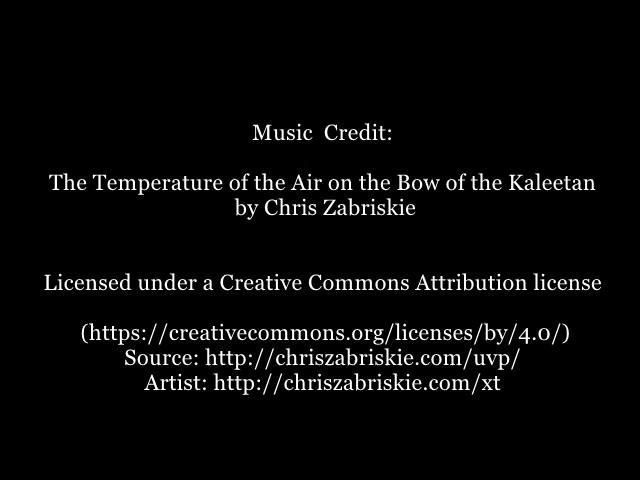 Music  Credit:
The Temperature of the Air on the Bow of the Kaleetan
by Chris Zabriskie
Licensed under a Creative Commons Attribution license
(https://creativecommons.org/licenses/by/4.0/)
Source: http://chriszabriskie.com/uvp/
Artist: http://chriszabriskie.com/xt